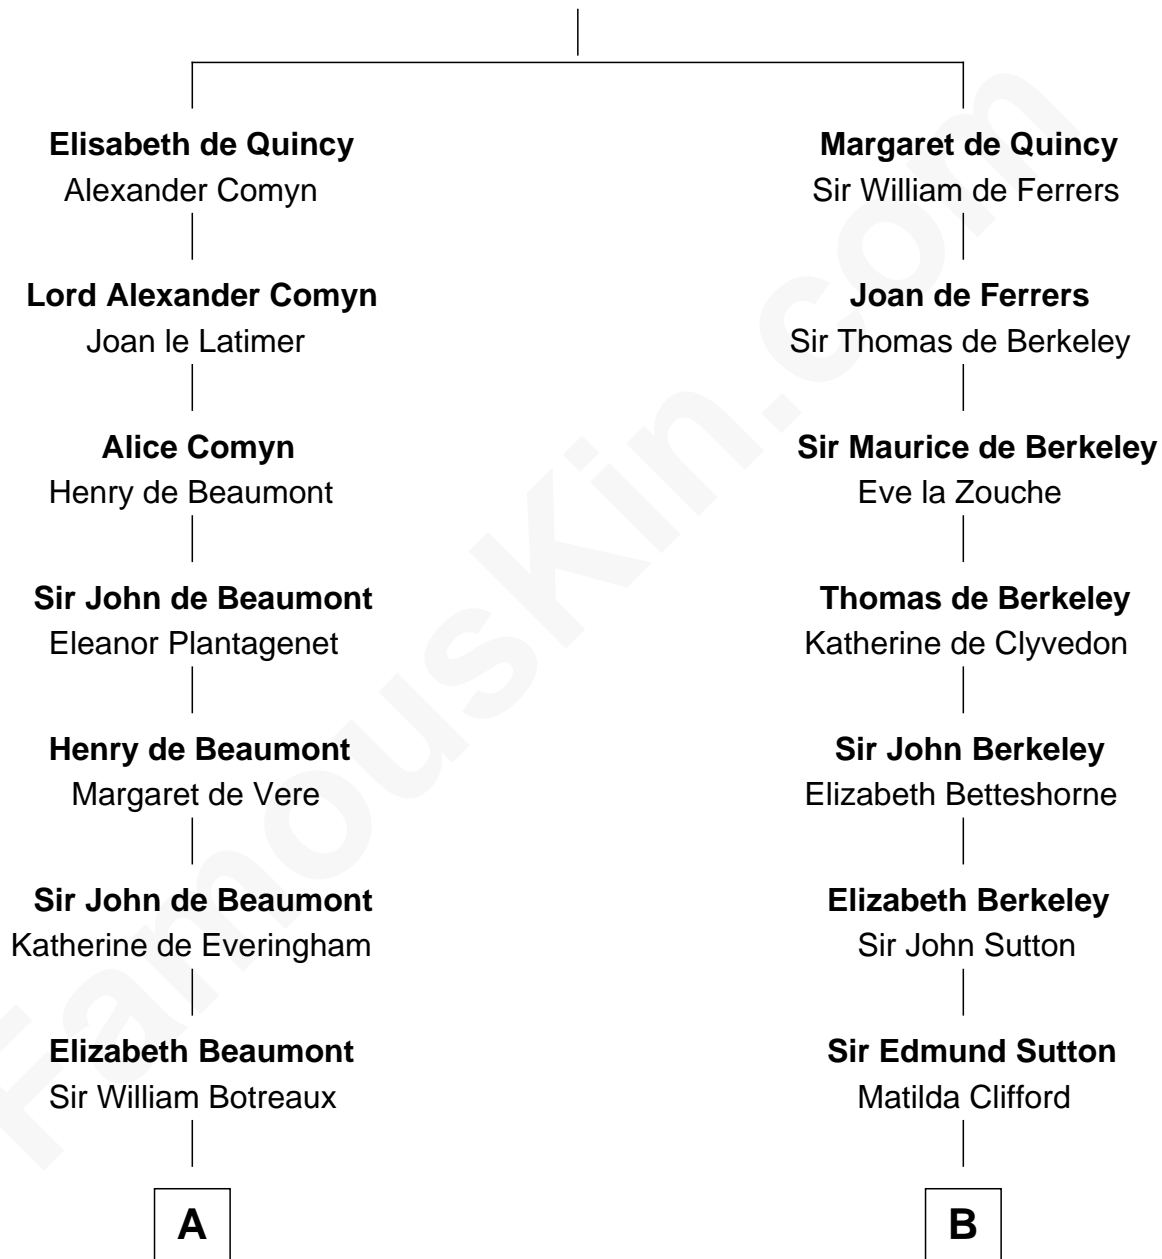 Elisabeth de Quincy
Alexander Comyn
Lord Alexander Comyn
Joan le Latimer
Alice Comyn
Henry de Beaumont
Sir John de Beaumont
Eleanor Plantagenet
Henry de Beaumont
Margaret de Vere
Sir John de Beaumont
Katherine de Everingham
Elizabeth Beaumont
Sir William Botreaux
A
Margaret de Quincy
Sir William de Ferrers
Joan de Ferrers
Sir Thomas de Berkeley
Sir Maurice de Berkeley
Eve la Zouche
Thomas de Berkeley
Katherine de Clyvedon
Sir John Berkeley
Elizabeth Betteshorne
Elizabeth Berkeley
Sir John Sutton
Sir Edmund Sutton
Matilda Clifford
B
FamousKin.com